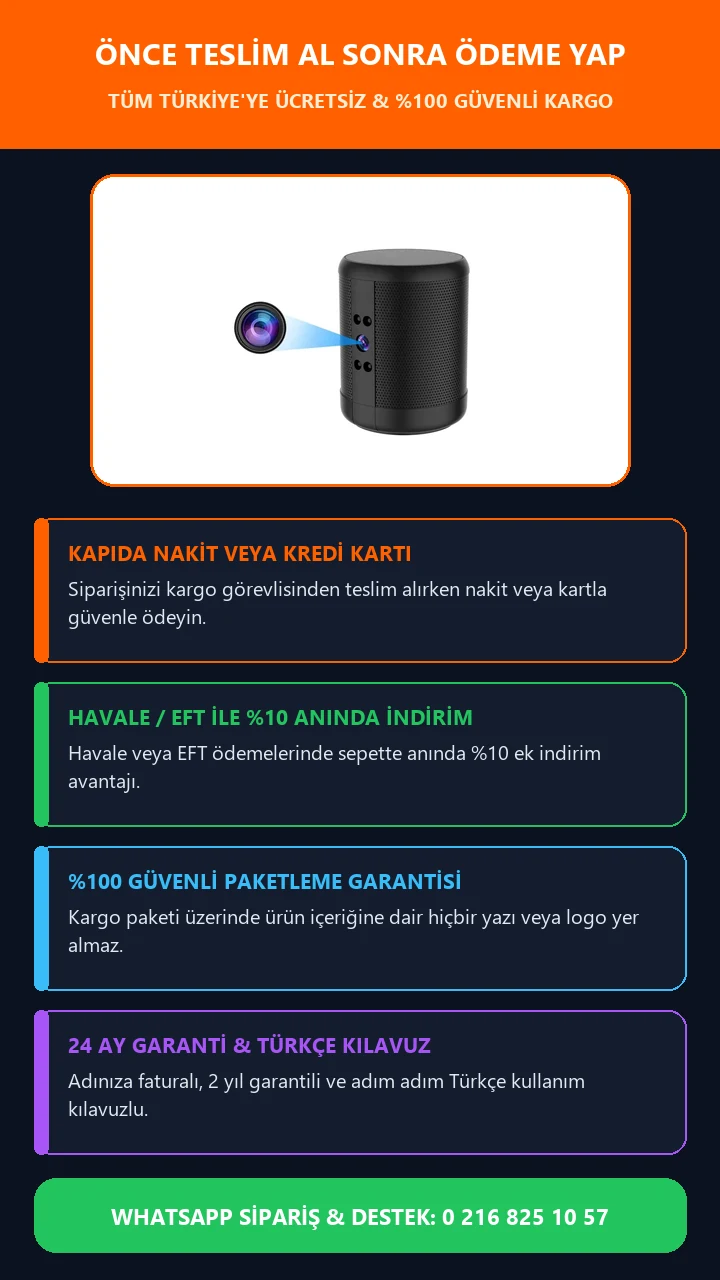 ÖNCE TESLİM AL SONRA ÖDEME YAP
TÜM TÜRKİYE'YE ÜCRETSİZ & %100 GÜVENLİ KARGO
KAPIDA NAKİT VEYA KREDİ KARTI
Siparişinizi kargo görevlisinden teslim alırken nakit veya kartla
güvenle ödeyin.
HAVALE / EFT İLE %10 ANINDA İNDİRİM
Havale veya EFT ödemelerinde sepette anında %10 ek indirim
avantajı.
%100 GÜVENLİ PAKETLEME GARANTİSİ
Kargo paketi üzerinde ürün içeriğine dair hiçbir yazı veya logo yer
almaz.
24 AY GARANTİ & TÜRKÇE KILAVUZ
Adınıza faturalı, 2 yıl garantili ve adım adım Türkçe kullanım
kılavuzlu.
WHATSAPP SİPARİŞ & DESTEK: 0 216 825 10 57